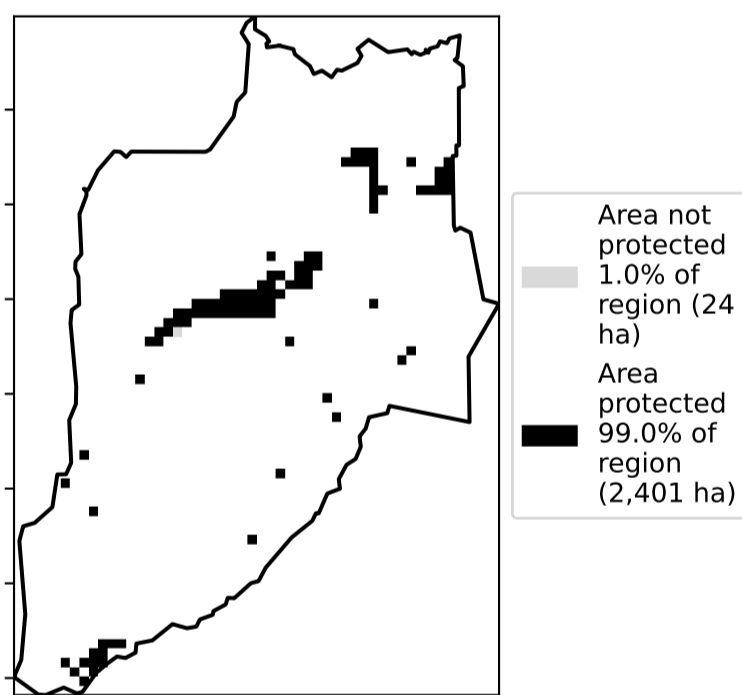 Area not
protected
1.0% of
region (24
ha)
Area
protected
99.0% of
region
(2,401 ha)